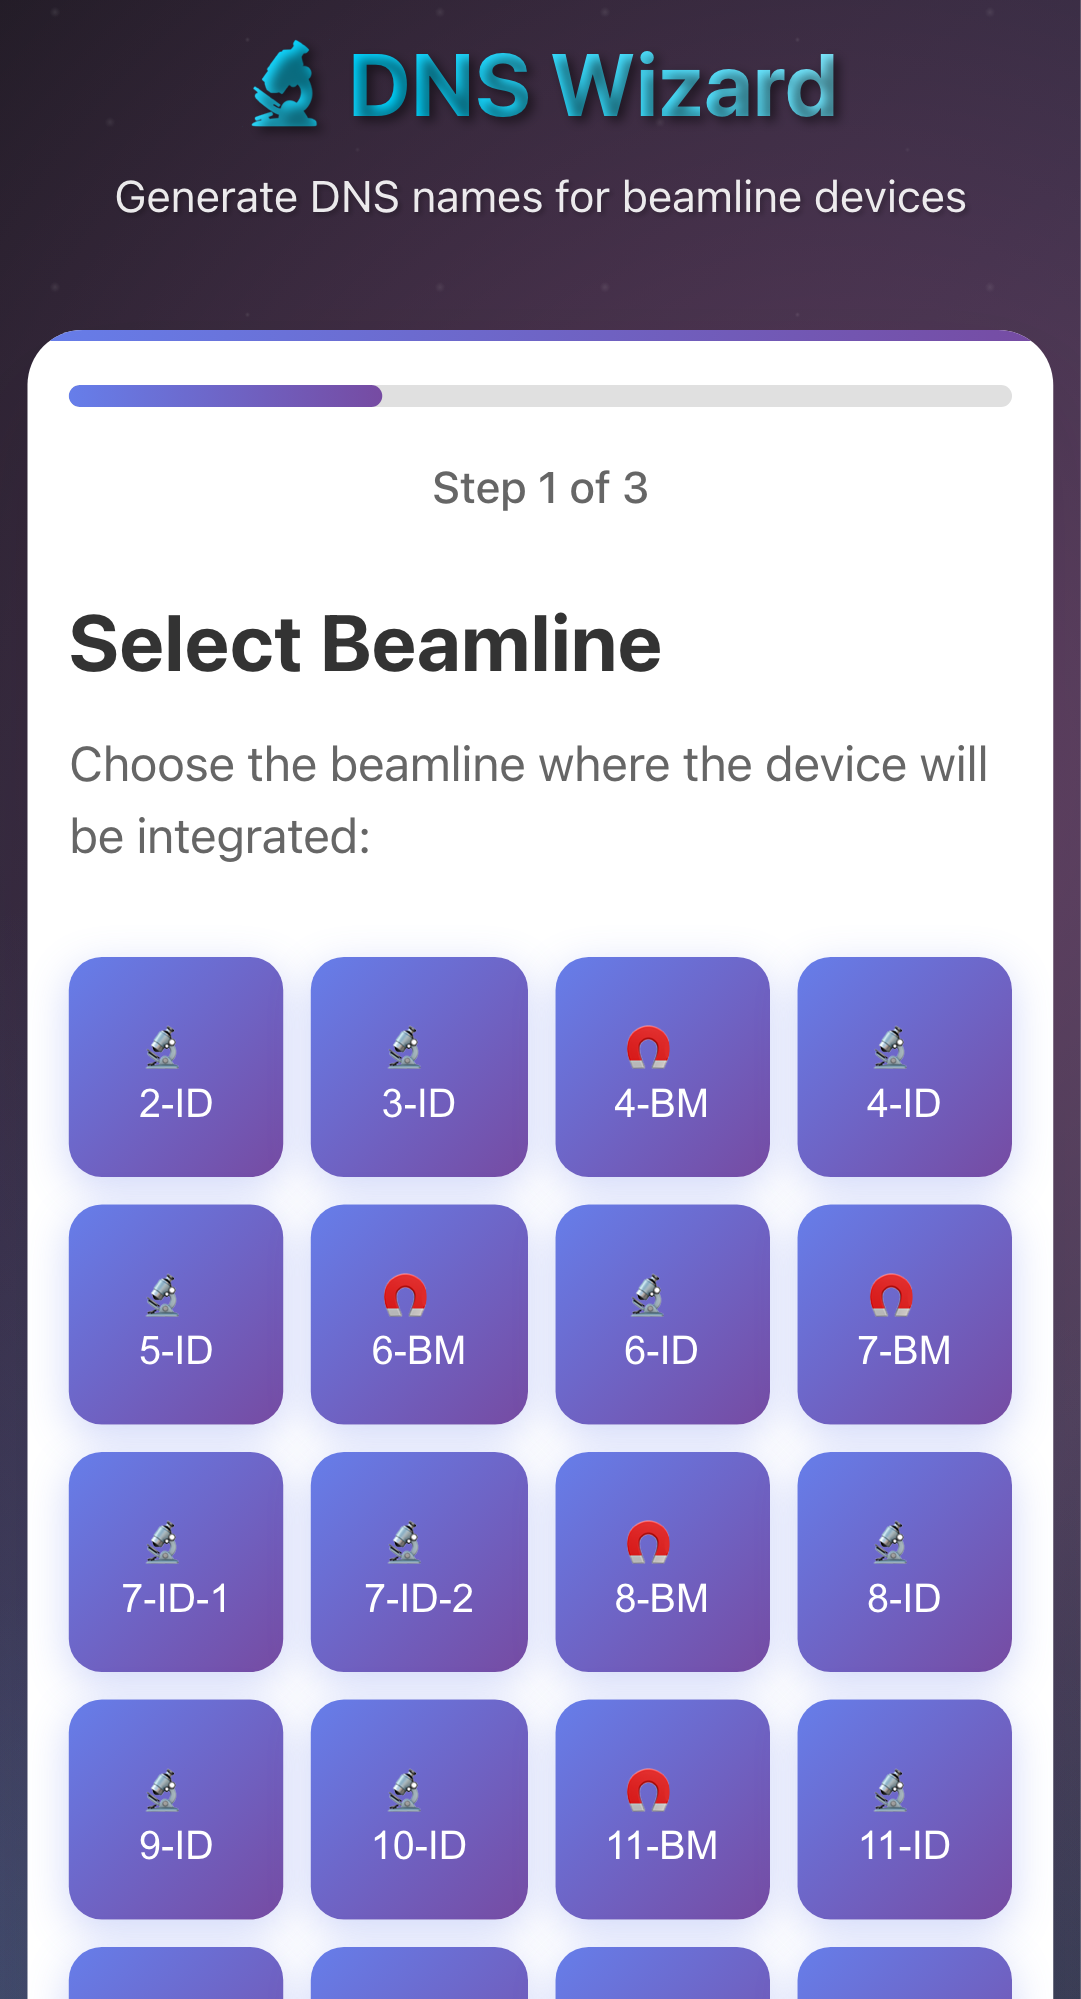 DNS Wizard
Generate DNS names for beamline devices
Step 1 of 3
Select Beamline
Choose the beamline where the device will
be integrated:
2-ID
3-ID
4-BM
4-ID
5-ID
6-BM
6-ID
7-BM
7-ID-1
7-ID-2
8-BM
8-ID
9-ID
10-ID
11-BM
11-ID